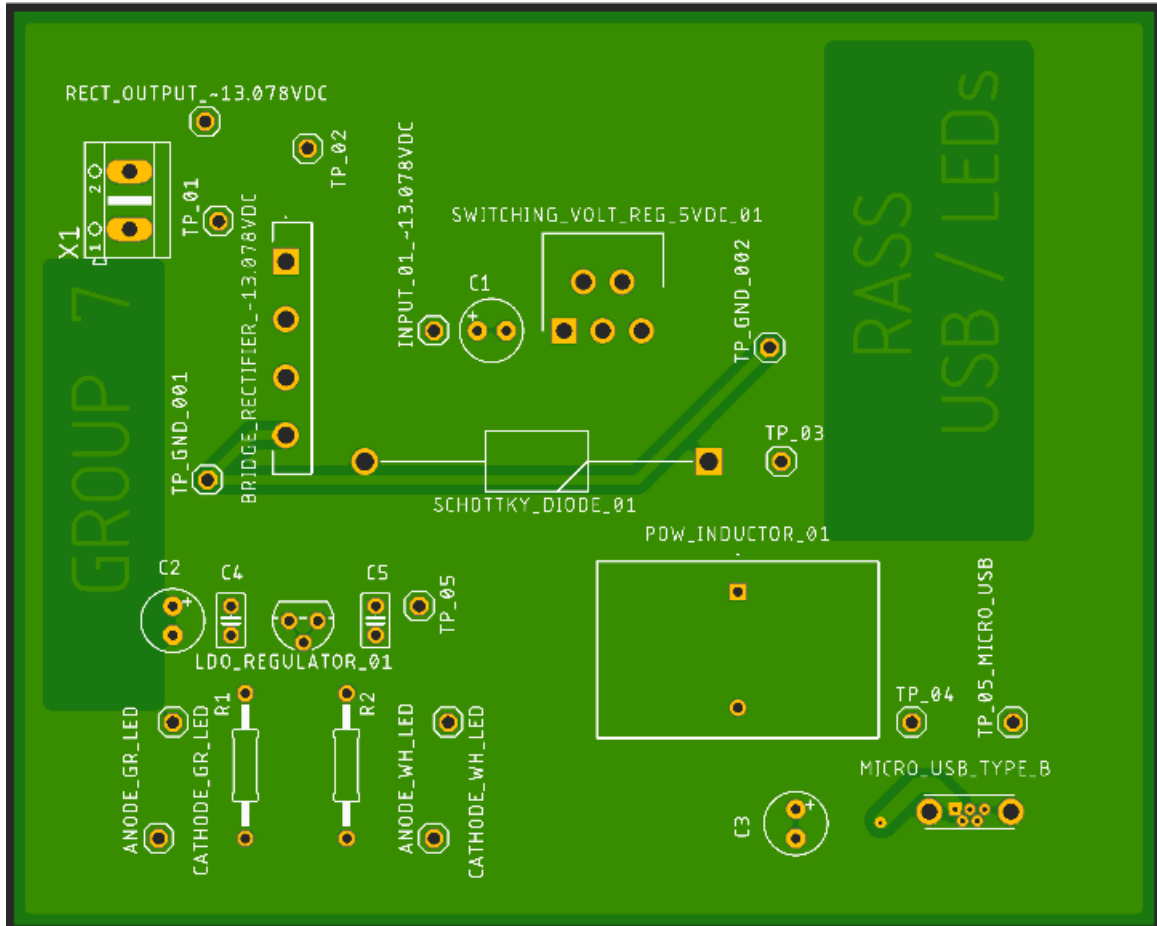 RECT_OUTPUT_~13.078VDC
TP_02
X1
2
1
TP_01
BRIDGE_RECTIFIER_~13.078VDC
INPUT_01_~13.078VDC
SWITCHING_VOLT_REG_5VDC_01
C1
+
TP_GND_002
RASS
USB / LEDs
GROUP 7
TP_GND_001
TP_03
SCHOTTKY_DIODE_01
POW_INDUCTOR_01
C2
+
C4
C5
TP_05
LDO_REGULATOR_01
TP_05_MICRO_USB
TP_04
ANODE_GR_LED
CATHODE_GR_LED
R1
R2
ANODE_WH_LED
CATHODE_WH_LED
MICRO_USB_TYPE_B
C3
+